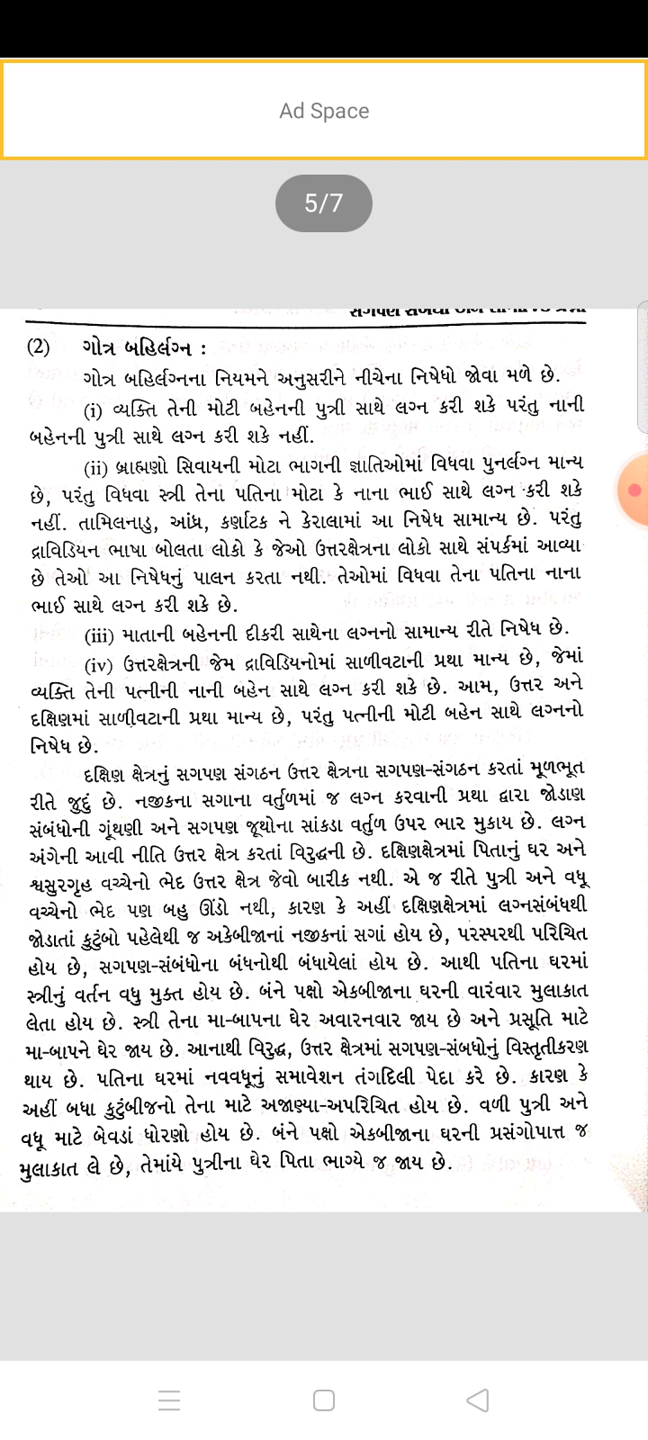 Ad Space
5/7
(2) ગોત્ર બહિર્લગ્ન :
ગોત્ર બહિર્લગ્નના નિયમને અનુસરીને નીચેના નિષેધો જોવા મળે છે.
(i) વ્યક્તિ તેની મોટી બહેનની પુત્રી સાથે લગ્ન કરી શકે પરંતુ નાની
બહેનની પુત્રી સાથે લગ્ન કરી શકે નહીં.
(ii) બ્રાહ્મણો સિવાયની મોટા ભાગની જ્ઞાતિઓમાં વિધવા પુનર્લગ્ન માન્ય
છે, પરંતુ વિધવા સ્ત્રી તેના પતિના મોટા કે નાના ભાઈ સાથે લગ્ન કરી શકે
નહીં. તામિલનાડુ, આંધ્ર, કર્ણાટક ને કેરાલામાં આ નિષેધ સામાન્ય છે. પરંતુ
દ્રાવિડિયન ભાષા બોલતા લોકો કે જેઓ ઉત્તરક્ષેત્રના લોકો સાથે સંપર્કમાં આવ્યા
છે તેઓ આ નિષેધનું પાલન કરતા નથી. તેઓમાં વિધવા તેના પતિના નાના
ભાઈ સાથે લગ્ન કરી શકે છે.
(iii) માતાની બહેનની દીકરી સાથેના લગ્નનો સામાન્ય રીતે નિષેધ છે.
(iv) ઉત્તરક્ષેત્રની જેમ દ્રાવિડિયનોમાં સાળીવટાની પ્રથા માન્ય છે, જેમાં
વ્યક્તિ તેની પત્નીની નાની બહેન સાથે લગ્ન કરી શકે છે. આમ, ઉત્તર અને
દક્ષિણમાં સાળીવટાની પ્રથા માન્ય છે, પરંતુ પત્નીની મોટી બહેન સાથે લગ્નનો
નિષેધ છે.
દક્ષિણ ક્ષેત્રનું સગપણ સંગઠન ઉત્તર ક્ષેત્રના સગપણ-સંગઠન કરતાં મૂળભૂત
રીતે જુદું છે. નજીકના સગાના વર્તુળમાં જ લગ્ન કરવાની પ્રથા દ્વારા જોડાણ
સંબંધોની ગૂંથણી અને સગપણ જૂથોના સાંકડા વર્તુળ ઉપર ભાર મુકાય છે. લગ્ન
અંગેની આવી નીતિ ઉત્તર ક્ષેત્ર કરતાં વિરુદ્ધની છે. દક્ષિણક્ષેત્રમાં પિતાનું ઘર અને
શ્વસુરગૃહ વચ્ચેનો ભેદ ઉત્તર ક્ષેત્ર જેવો બારીક નથી. એ જ રીતે પુત્રી અને વધૂ
વચ્ચેનો ભેદ પણ બહુ ઊંડો નથી, કારણ કે અહીં દક્ષિણક્ષેત્રમાં લગ્નસંબંધથી
જોડાતાં કુટુંબો પહેલેથી જ અકેબીજાનાં નજીકનાં સગાં હોય છે, પરસ્પરથી પરિચિત
હોય છે, સગપણ-સંબંધોના બંધનોથી બંધાયેલાં હોય છે. આથી પતિના ઘરમાં
સ્ત્રીનું વર્તન વધુ મુક્ત હોય છે. બંને પક્ષો એકબીજાના ઘરની વારંવાર મુલાકાત
લેતા હોય છે. સ્ત્રી તેના મા-બાપના ઘેર અવારનવાર જાય છે અને પ્રસૂતિ માટે
મા-બાપને ઘેર જાય છે. આનાથી વિરુદ્ધ, ઉત્તર ક્ષેત્રમાં સગપણ-સંબધોનું વિસ્તૃતીકરણ
થાય છે. પતિના ઘરમાં નવવધૂનું સમાવેશન તંગદિલી પેદા કરે છે. કારણ કે
અહીં બધા કુટુંબીજનો તેના માટે અજાણ્યા-અપરિચિત હોય છે. વળી પુત્રી અને
વધૂ માટે બેવડાં ધોરણો હોય છે. બંને પક્ષો એકબીજાના ઘરની પ્રસંગોપાત્ત જ
મુલાકાત લે છે, તેમાંયે પુત્રીના ઘેર પિતા ભાગ્યે જ જાય છે.